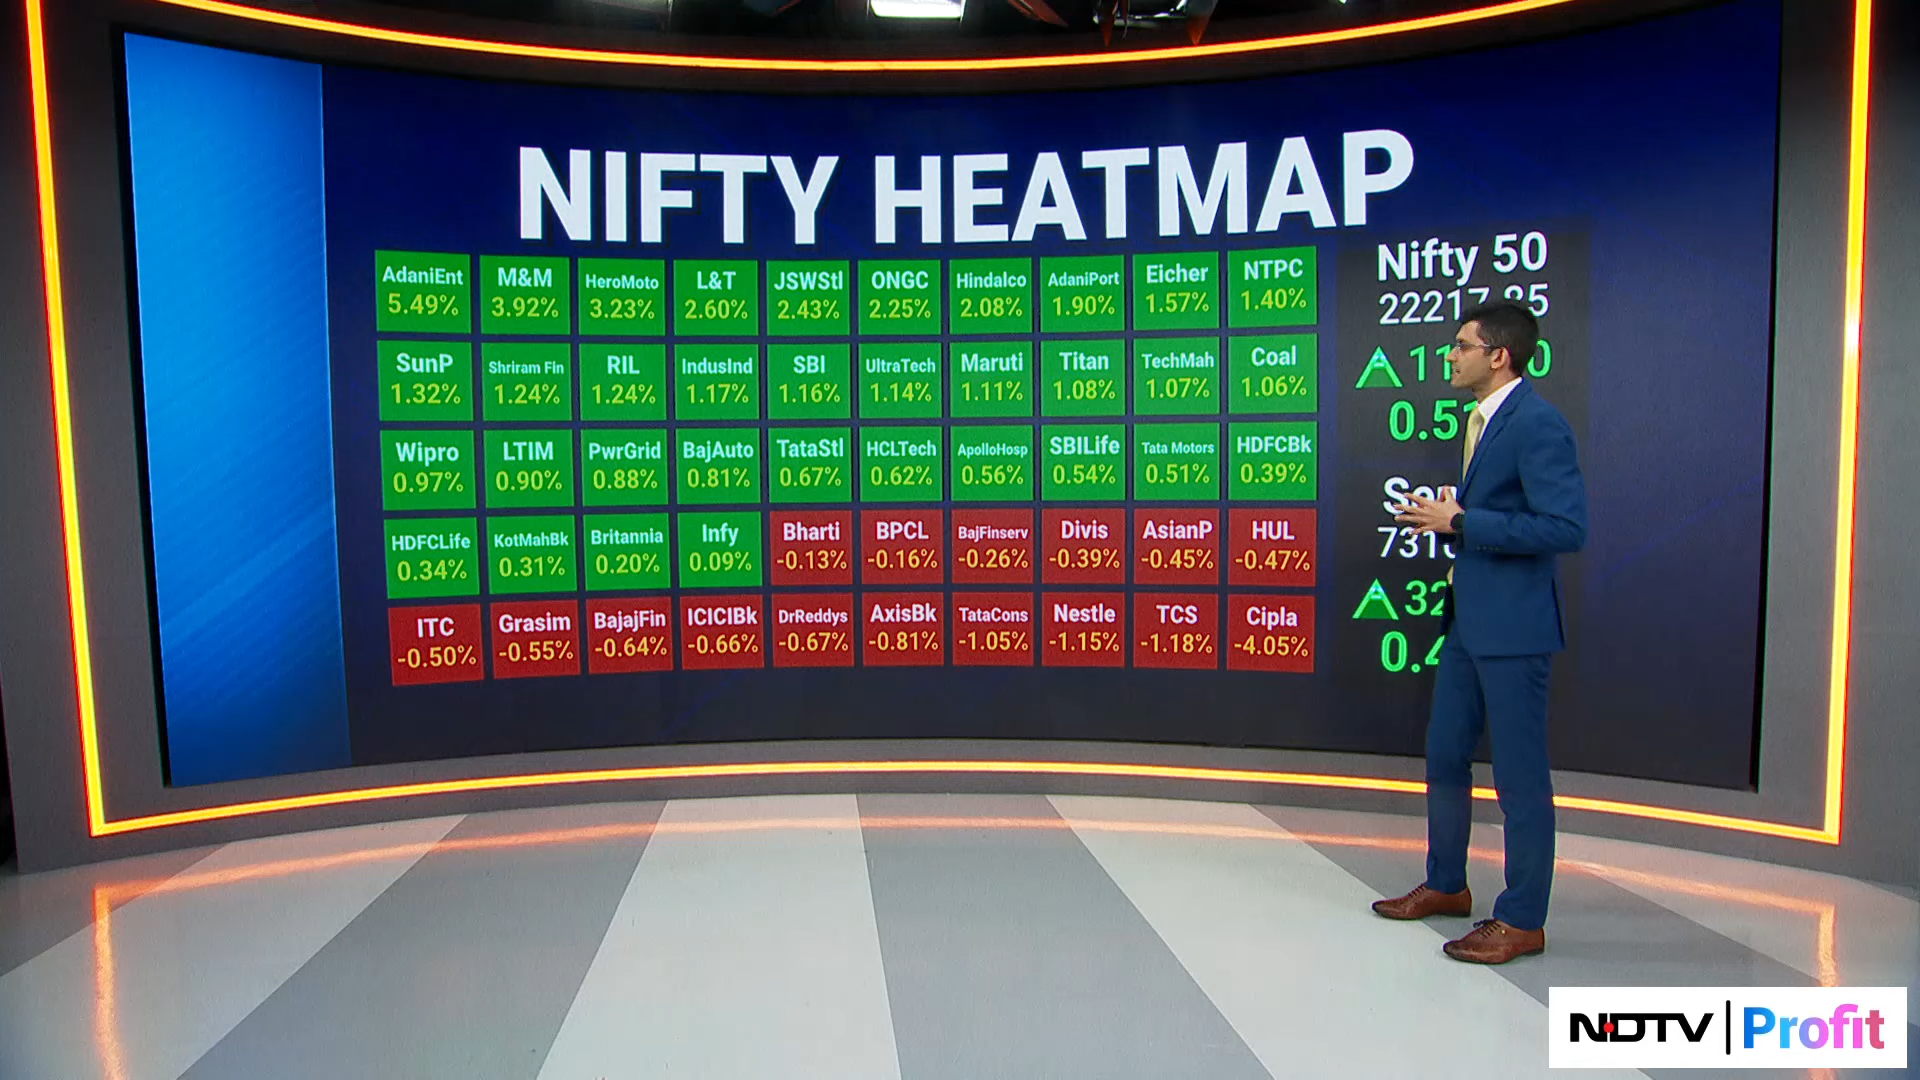 NIFTY HEATMAP
AdaniEnt M&M HeroMoto L&T JSWStl ONGC Hindalco AdaniPort Eicher NTPC
5.49% 3.92% 3.23% 2.60% 2.43% 2.25% 2.08% 1.90% 1.57% 1.40%
SunP Shriram Fin RIL IndusInd SBI UltraTech Maruti Titan TechMah Coal
1.32% 1.24% 1.24% 1.17% 1.16% 1.14% 1.11% 1.08% 1.07% 1.06%
Wipro LTIM PwrGrid BajAuto TataStl HCLTech ApolloHosp SBILife Tata Motors HDFCBk
0.97% 0.90% 0.88% 0.81% 0.67% 0.62% 0.56% 0.54% 0.51% 0.39%
HDFCLife KotMahBk Britannia Infy Bharti BPCL BajFinserv Divis AsianP HUL
0.34% 0.31% 0.20% 0.09% -0.13% -0.16% -0.26% -0.39% -0.45% -0.47%
ITC Grasim BajajFin ICICIBk DrReddys AxisBk TataCons Nestle TCS Cipla
-0.50% -0.55% -0.64% -0.66% -0.67% -0.81% -1.05% -1.15% -1.18% -4.05%
Nifty 50
NDTV Profit